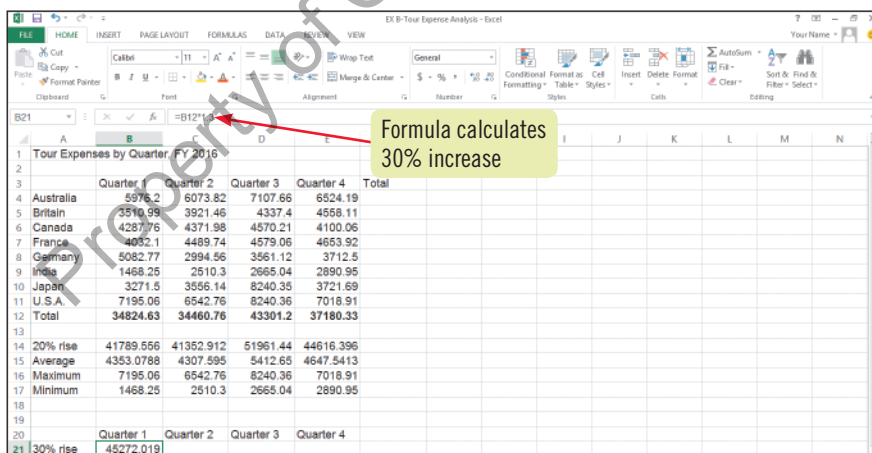 EX B-Tour Expense Analysis - Excel
FILE HOME INSERT PAGE LAYOUT FORMULAS DATA REVIEW VIEW Your Name
Cut
Copy
Format Painter
Paste
Clipboard
Calibri 11
B I U
Font
Wrap Text
Merge & Center
Alignment
General
$ % ,
Number
Conditional Formatting
Format as Table
Cell Styles
Styles
Insert Delete Format
Cells
AutoSum
Fill
Clear
Sort & Filter
Find & Select
Editing
B21 fx =B12*1.3
Formula calculates
30% increase
A B C D E I J K L M N
1 Tour Expenses by Quarter, FY 2016
2
3 Quarter 1 Quarter 2 Quarter 3 Quarter 4 Total
4 Australia 5976.2 6073.82 7107.66 6524.19
5 Britain 3510.99 3921.46 4337.4 4558.11
6 Canada 4287.76 4371.98 4570.21 4100.06
7 France 4032.1 4489.74 4579.06 4653.92
8 Germany 5082.77 2994.56 3561.12 3712.5
9 India 1468.25 2510.3 2665.04 2890.95
10 Japan 3271.5 3556.14 8240.35 3721.69
11 U.S.A. 7195.06 6542.76 8240.36 7018.91
12 Total 34824.63 34460.76 43301.2 37180.33
13
14 20% rise 41789.556 41352.912 51961.44 44616.396
15 Average 4353.0788 4307.595 5412.65 4647.5413
16 Maximum 7195.06 6542.76 8240.36 7018.91
17 Minimum 1468.25 2510.3 2665.04 2890.95
18
19
20 Quarter 1 Quarter 2 Quarter 3 Quarter 4
21 30% rise 45272.019
Property of